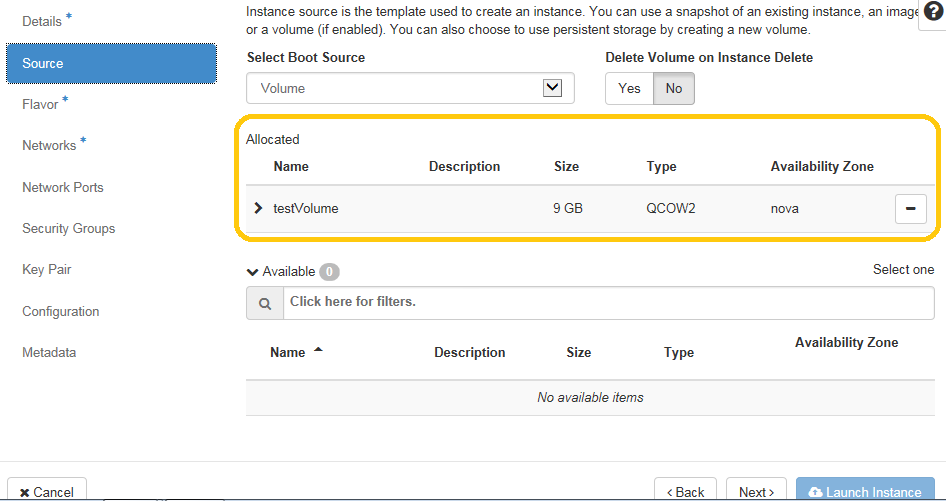 Details *
Source
Flavor *
Networks *
Network Ports
Security Groups
Key Pair
Configuration
Metadata
Instance source is the template used to create an instance. You can use a snapshot of an existing instance, an image
or a volume (if enabled). You can also choose to use persistent storage by creating a new volume.
?
Select Boot Source
Delete Volume on Instance Delete
Volume
Yes No
Allocated
Name Description Size Type Availability Zone
testVolume 9 GB QCOW2 nova
Available 0
Select one
Click here for filters.
Name Description Size Type Availability Zone
No available items
Cancel
< Back
Next >
Launch Instance